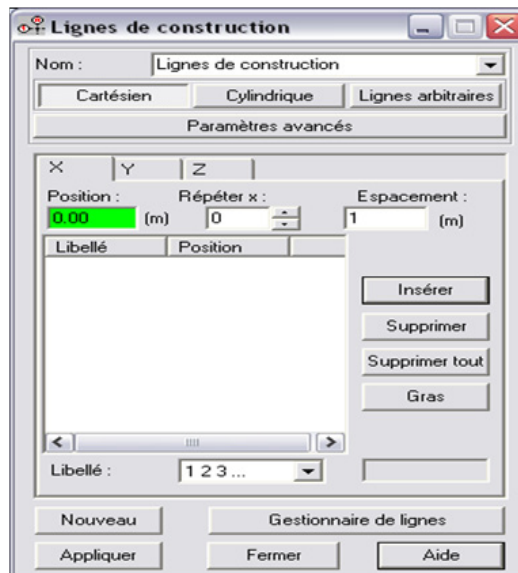 Lignes de construction
Nom : Lignes de construction
Cartésien Cylindrique Lignes arbitraires
Paramètres avancés
X Y Z
Position : Répéter x : Espacement :
0.00 (m) 0 1 (m)
Libellé Position
Insérer
Supprimer
Supprimer tout
Gras
Libellé : 1 2 3 ...
Nouveau Gestionnaire de lignes
Appliquer Fermer Aide